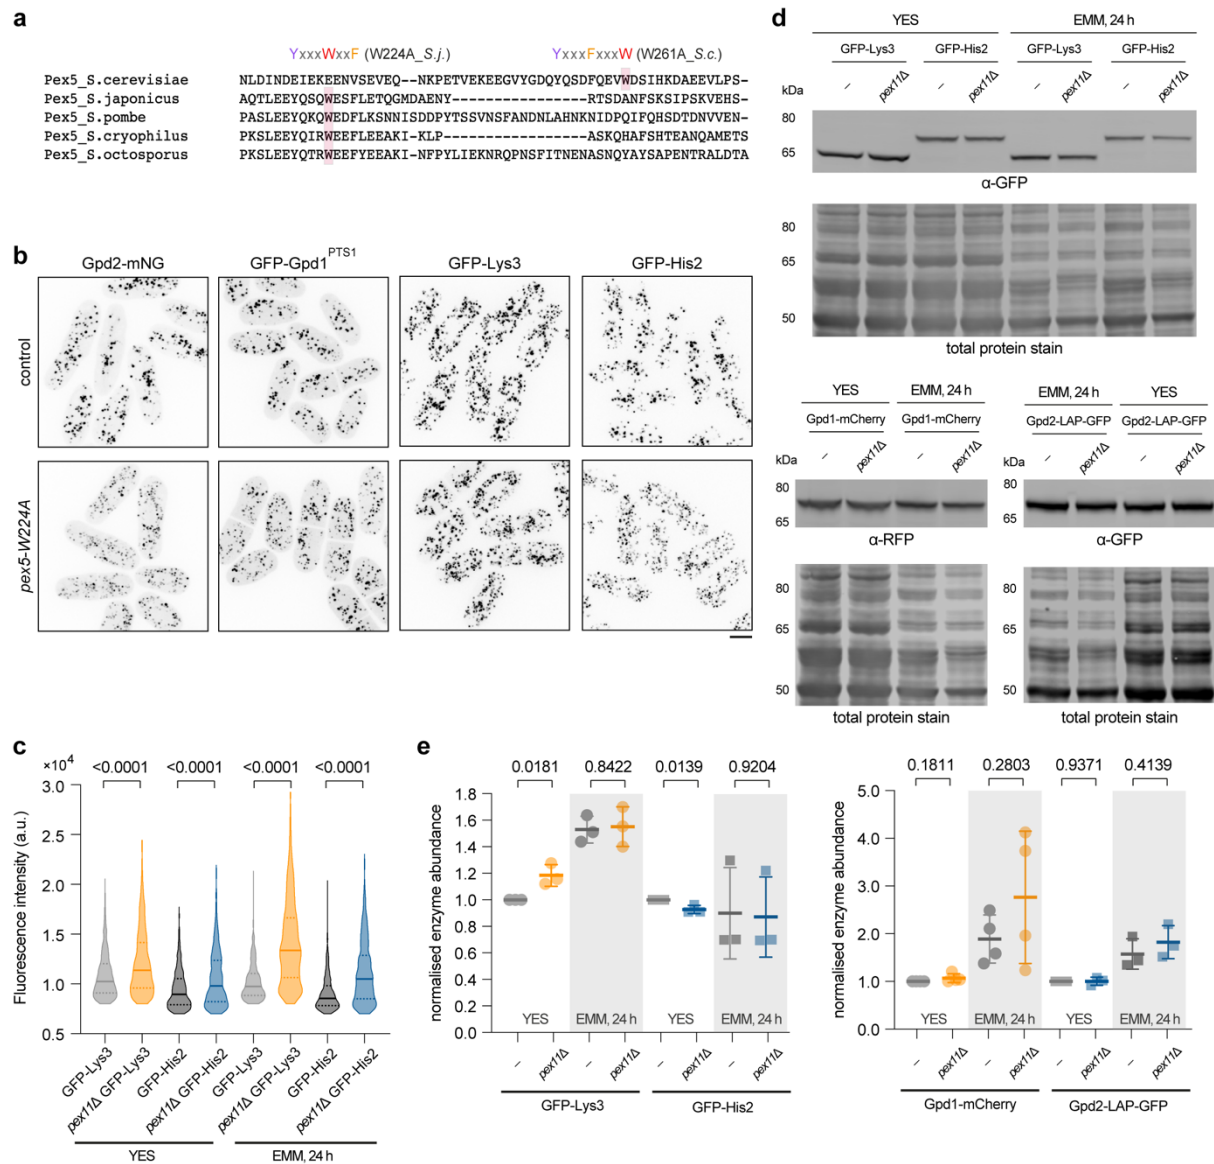 a
YxxxWxxF (W224A_S.j.)
YxxxFxxxW (W261A_S.c.)
Pex5_S.cerevisiae NLDINDEIEKEENVSEVEQ--NKPETVEKEEGVYGDQYQSDFQEVWDSIHKDAEEVLPS-
Pex5_S.japonicus AQTLEEYQSQWESFLETQGMDAENY----------------RTSDANFSKSIPSKVEHS-
Pex5_S.pombe PASLEEYQKQWEDFLKSNNISDDPYTSSVNSFANDNLAHNKNIDPQIFQHSDTDNVVEN-
Pex5_S.cryophilus PKSLEEYQIRWEEFLEEAKI-KLP-----------------ASKQHAFSHTEANQAMETS
Pex5_S.octosporus PKSLEEYQTRWEEFYEEAKI-NFPYLIEKNRQPNSFITNENASNQYAYSAPENTRALDTA
b
Gpd2-mNG
GFP-Gpd1PTS1
GFP-Lys3
GFP-His2
control
pex5-W224A
c
×10⁴
<0.0001 <0.0001 <0.0001 <0.0001
Fluorescence intensity (a.u.)
3.0
2.5
2.0
1.5
1.0
0.5
GFP-Lys3
pex11Δ GFP-Lys3
GFP-His2
pex11Δ GFP-His2
GFP-Lys3
pex11Δ GFP-Lys3
GFP-His2
pex11Δ GFP-His2
YES
EMM, 24 h
d
YES
EMM, 24 h
GFP-Lys3 GFP-His2 GFP-Lys3 GFP-His2
kDa
– pex11Δ – pex11Δ – pex11Δ – pex11Δ
80
65
α-GFP
80
65
50
total protein stain
YES
EMM, 24 h
Gpd1-mCherry Gpd1-mCherry
kDa
– pex11Δ – pex11Δ
80
65
α-RFP
65
50
total protein stain
EMM, 24 h
YES
Gpd2-LAP-GFP Gpd2-LAP-GFP
kDa
– pex11Δ – pex11Δ
80
65
α-GFP
65
50
total protein stain
e
0.0181 0.8422 0.0139 0.9204
normalised enzyme abundance
1.8
1.6
1.4
1.2
1.0
0.8
0.6
0.4
0.2
0.0
YES
EMM, 24 h
YES
EMM, 24 h
– pex11Δ – pex11Δ – pex11Δ – pex11Δ
GFP-Lys3
GFP-His2
0.1811 0.2803 0.9371 0.4139
normalised enzyme abundance
5.0
4.0
3.0
2.0
1.0
0.0
YES
EMM, 24 h
YES
EMM, 24 h
– pex11Δ – pex11Δ – pex11Δ – pex11Δ
Gpd1-mCherry
Gpd2-LAP-GFP